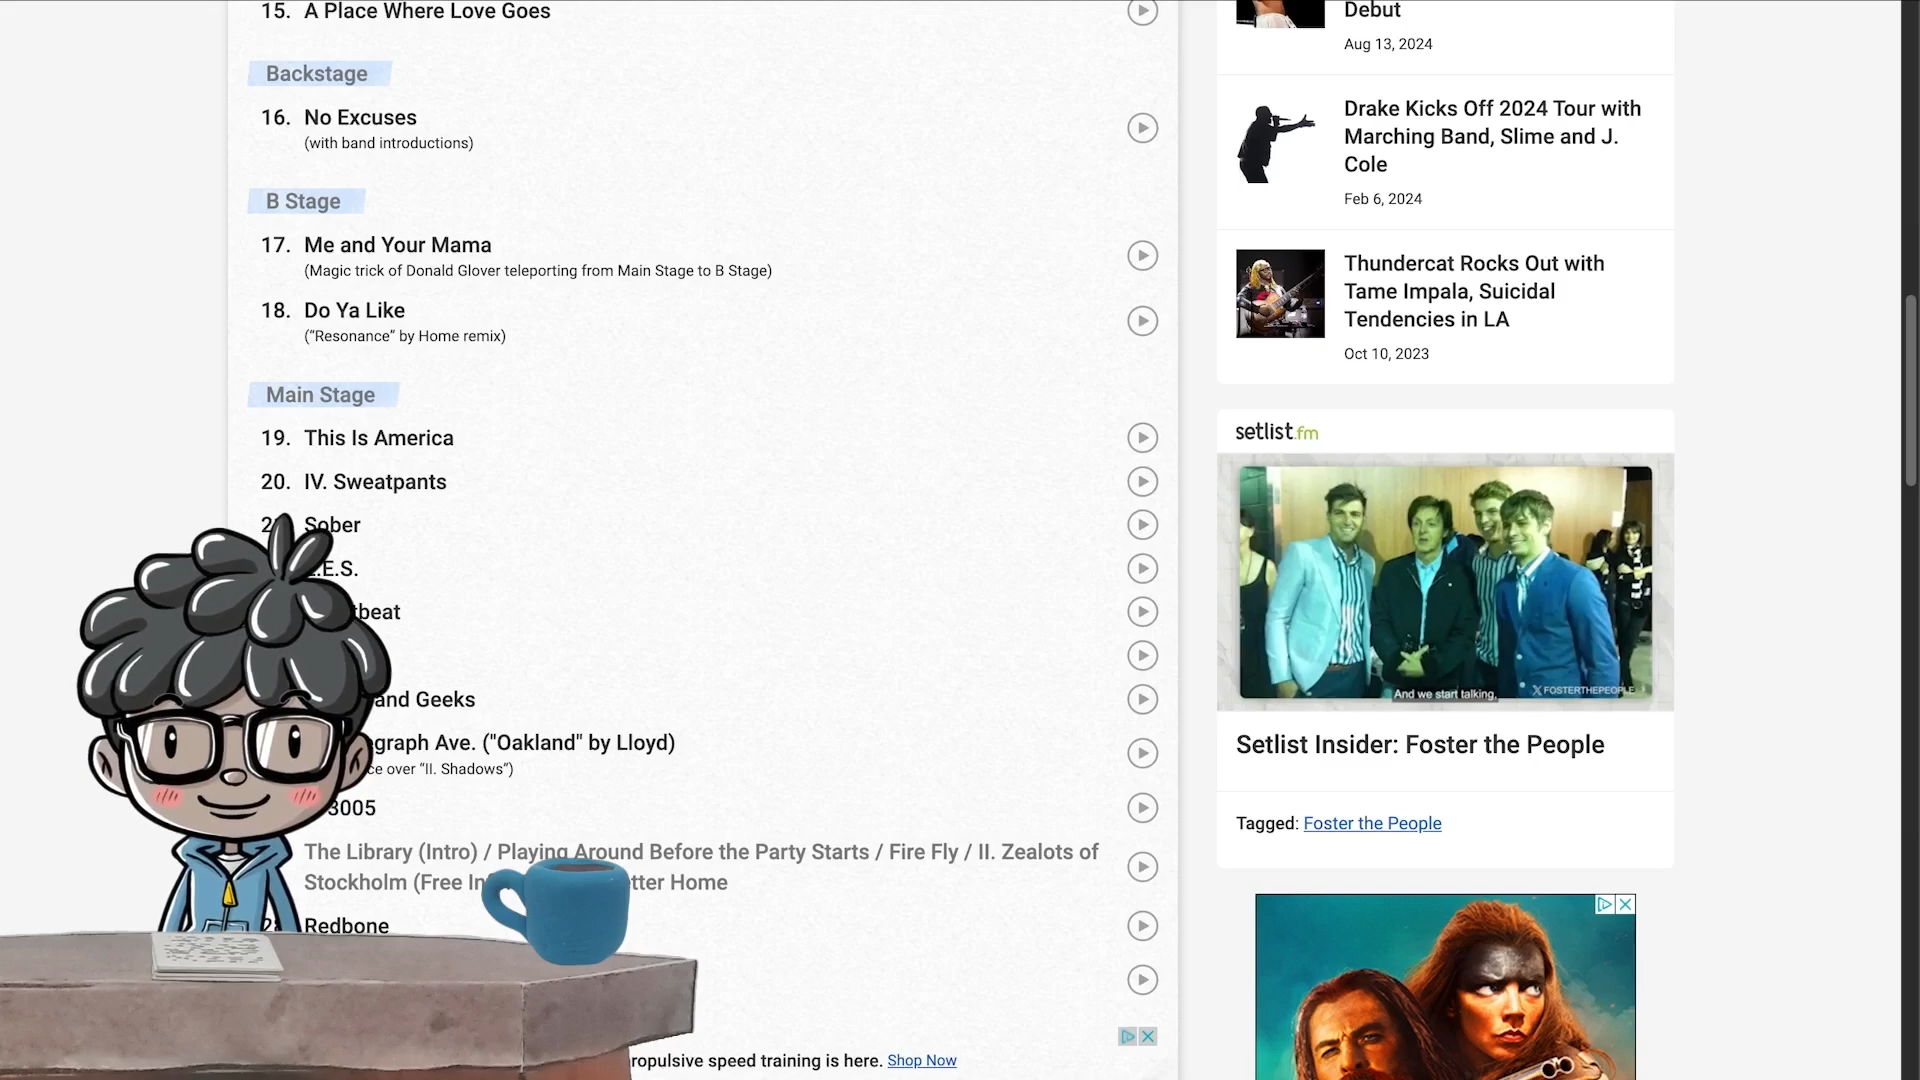 15. A Place Where Love Goes
Backstage
16. No Excuses
(with band introductions)
B Stage
17. Me and Your Mama
(Magic trick of Donald Glover teleporting from Main Stage to B Stage)
18. Do Ya Like
("Resonance" by Home remix)
Main Stage
19. This Is America
20. IV. Sweatpants
Sober
.E.S.
tbeat
and Geeks
graph Ave. ("Oakland" by Lloyd)
ce over "II. Shadows")
3005
The Library (Intro) / Playing Around Before the Party Starts / Fire Fly / II. Zealots of
Stockholm (Free In tter Home
Redbone
ropulsive speed training is here. Shop Now
Debut
Aug 13, 2024
Drake Kicks Off 2024 Tour with
Marching Band, Slime and J.
Cole
Feb 6, 2024
Thundercat Rocks Out with
Tame Impala, Suicidal
Tendencies in LA
Oct 10, 2023
setlist.fm
And we start talking.
X FOSTERTHEPEOPLE
Setlist Insider: Foster the People
Tagged: Foster the People